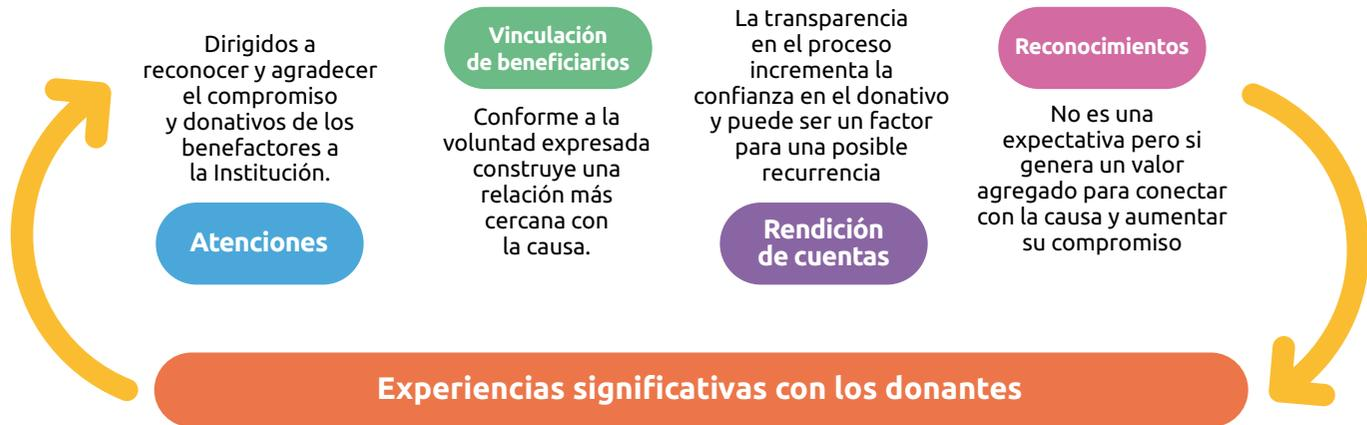 Dirigidos a
reconocer y agradecer
el compromiso
y donativos de los
benefactores a
la Institución.
Atenciones
Vinculación
de beneficiarios
Conforme a la
voluntad expresada
construye una
relación más
cercana con
la causa.
La transparencia
en el proceso
incrementa la
confianza en el donativo
y puede ser un factor
para una posible
recurrencia
Rendición
de cuentas
Reconocimientos
No es una
expectativa pero si
genera un valor
agregado para conectar
con la causa y aumentar
su compromiso
Experiencias significativas con los donantes